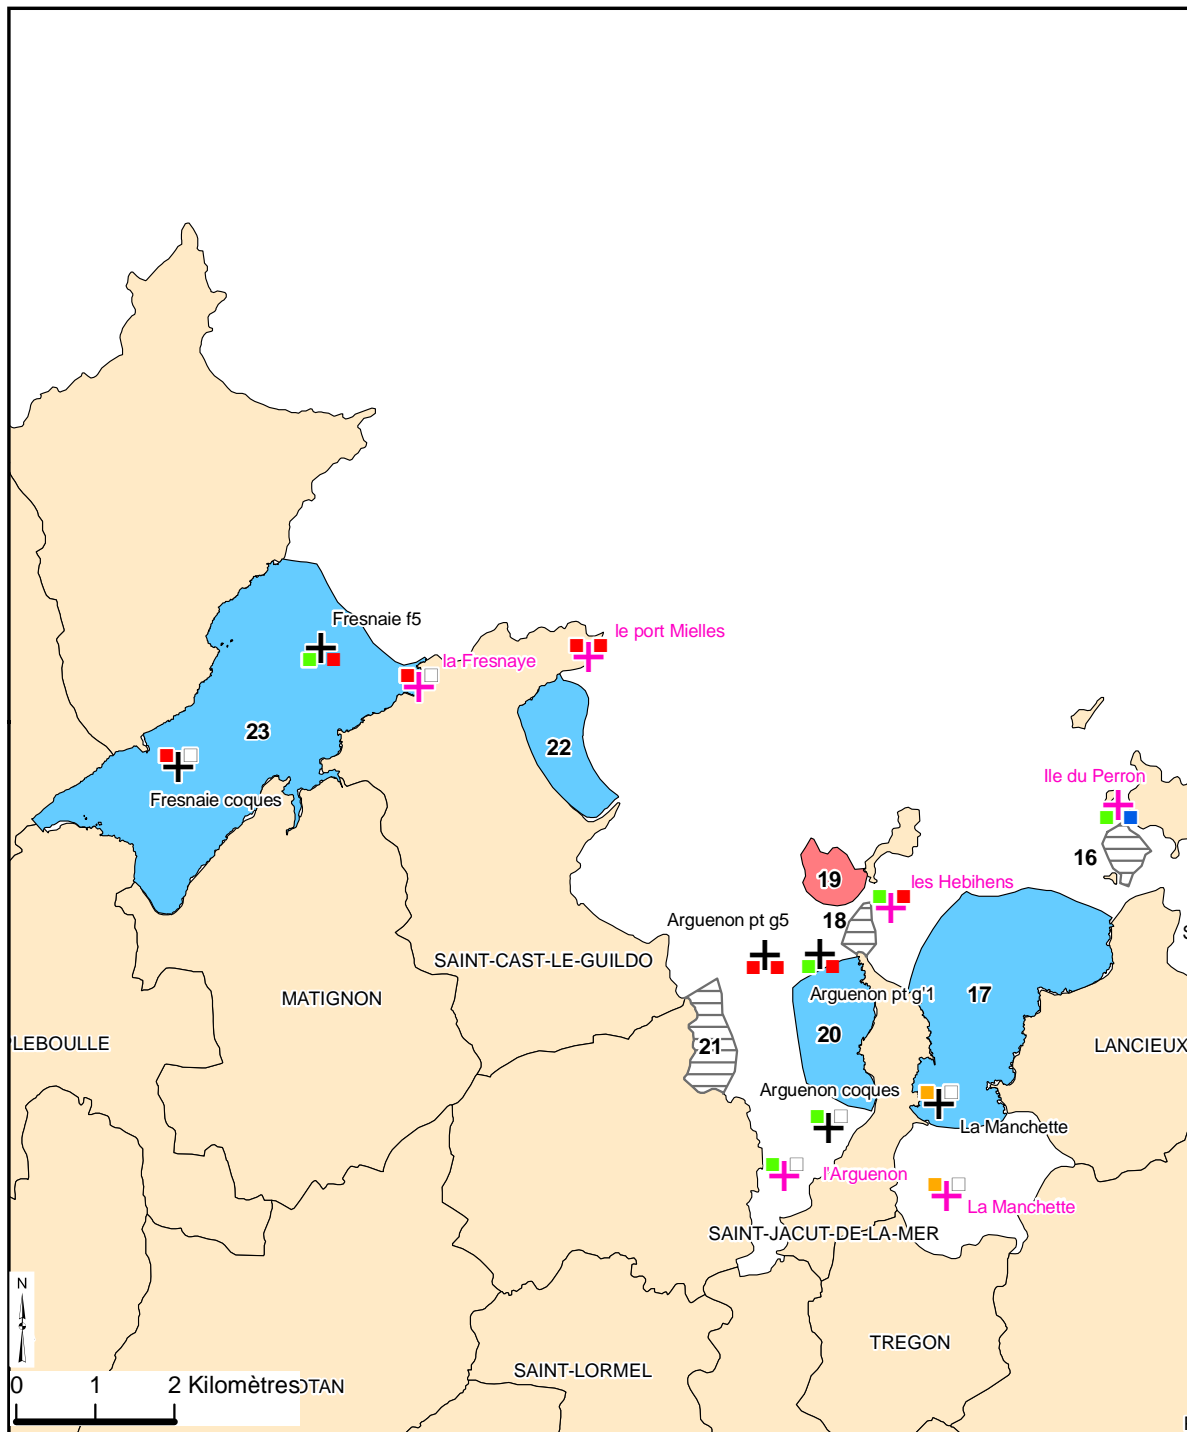 Fresnaie f5
le port Mielles
la Fresnaye
23
22
Ile du Perron
Fresnaie coques
16
19
les Hebihens
18
Arguenon pt g5
SAINT-CAST-LE-GUILDO
MATIGNON
Arguenon pt g'1
17
20
21
LEBOULLE
LANCIEUX
Arguenon coques
La Manchette
l'Arguenon
La Manchette
SAINT-JACUT-DE-LA-MER
N
TREGON
SAINT-LORMEL
0 1 2 Kilomètres
OTAN